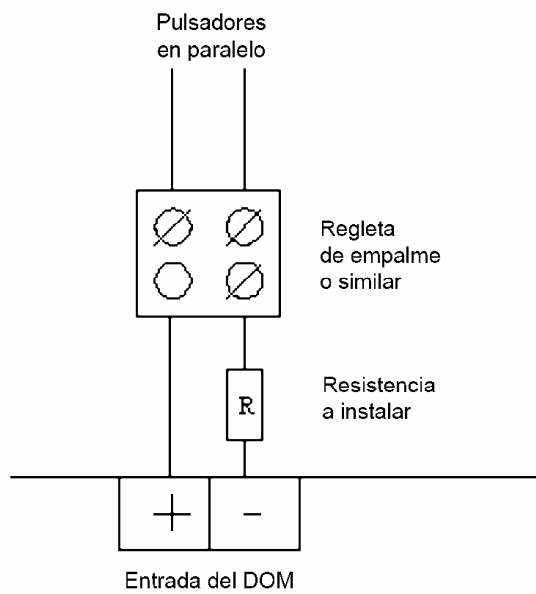 Pulsadores
en paralelo
Regleta
de empalme
o similar
R
Resistencia
a instalar
+ -
Entrada del DOM